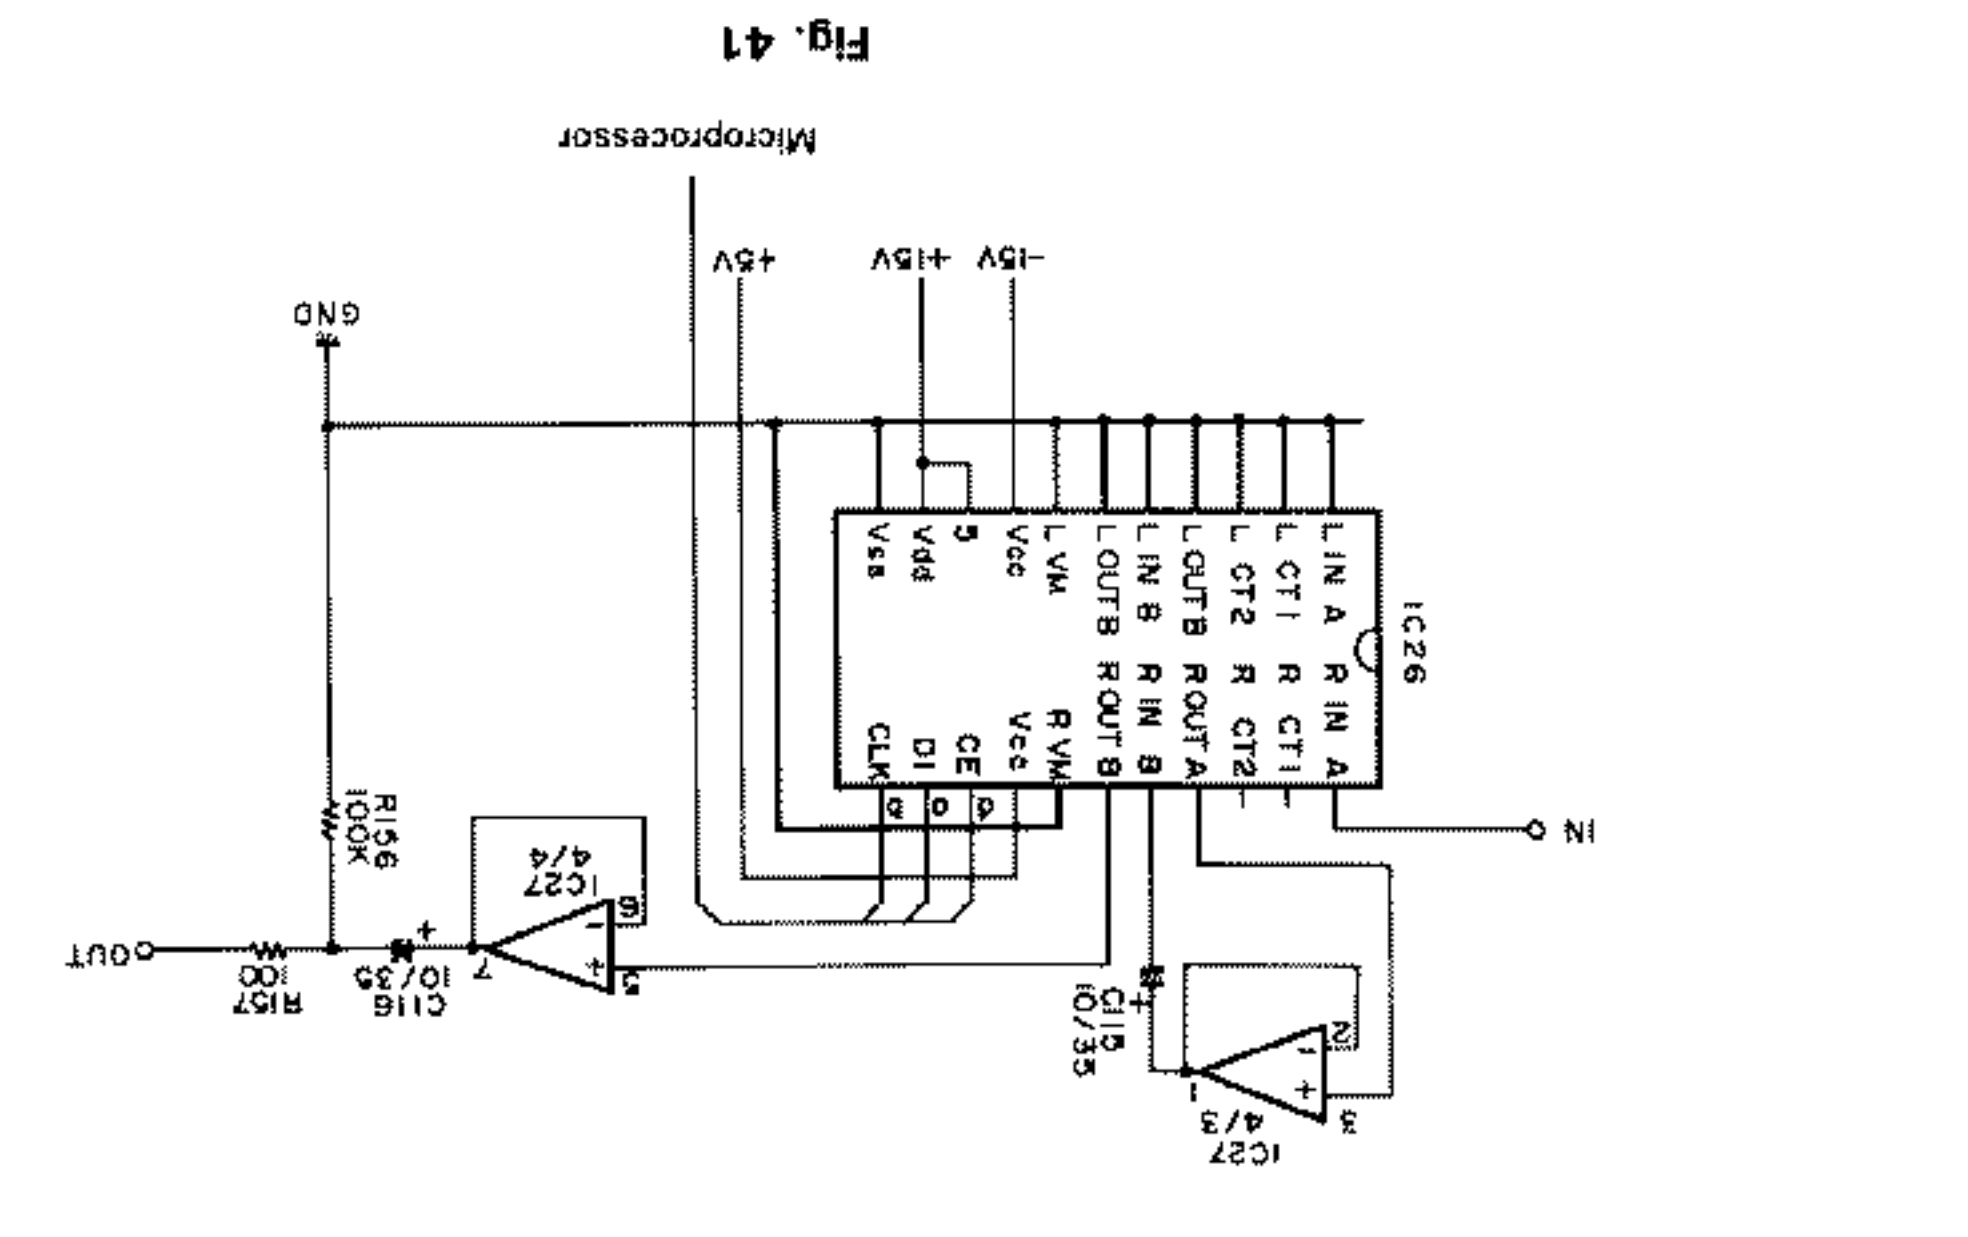 Fig. 41
Microprocessor
+5V
+15V
-15V
GND
Vss
Vdd
5
Vcc
L VM
L OUT B
L IN B
L OUT B
L CT2
L CT1
L IN A
IC26
CLK
DI
CE
Vcc
R VM
R OUT B
R IN B
R OUT A
R CT2
R CT1
R IN A
IN
R156
100K
IC27
4/4
6
5
7
+
-
+
C116
10/35
R157
100
OUT
C115
10/35
+
2
-
+
3
1
IC27
4/3